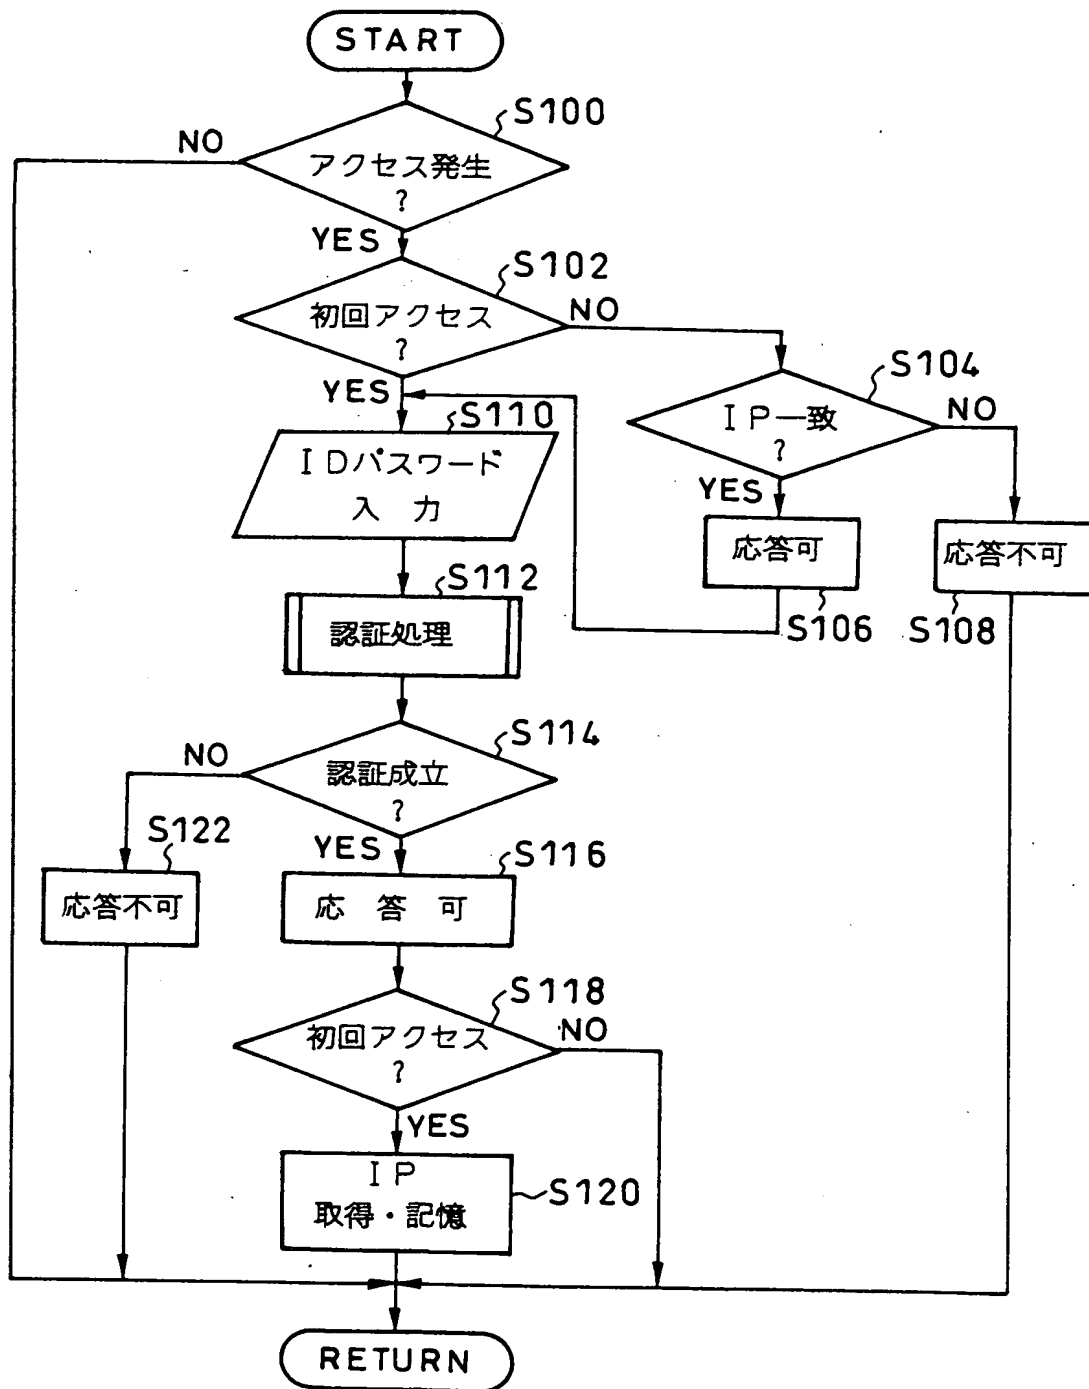 START
S100
NO
アクセス発生
?
YES
S102
初回アクセス
?
NO
YES
S104
IP一致
?
NO
YES
S110
IDパスワード
入力
応答可
S106
応答不可
S108
S112
認証処理
S114
NO
認証成立
?
YES
S122
応答不可
S116
応答可
S118
初回アクセス
?
NO
YES
IP
取得・記憶
S120
RETURN